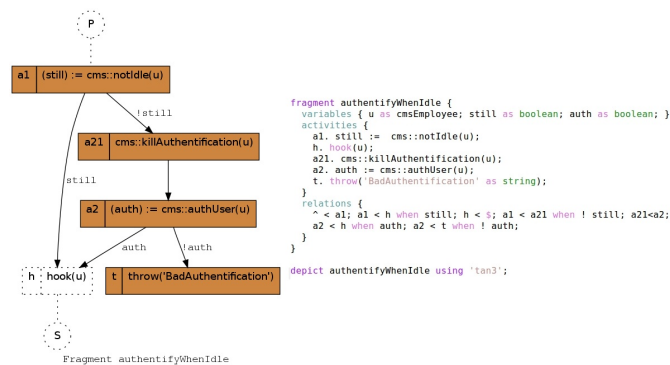 P
a1 (still) := cms::notIdle(u)
!still
a21 cms::killAuthentification(u)
still
a2 (auth) := cms::authUser(u)
auth !auth
h hook(u) t throw('BadAuthentification')
S
Fragment authentifyWhenIdle
fragment authentifyWhenIdle {
variables { u as cmsEmployee; still as boolean; auth as boolean; }
activities {
a1. still := cms::notIdle(u);
h. hook(u);
a21. cms::killAuthentification(u);
a2. auth := cms::authUser(u);
t. throw('BadAuthentification' as string);
}
relations {
^ < a1; a1 < h when still; h < $; a1 < a21 when ! still; a21<a2;
a2 < h when auth; a2 < t when ! auth;
}
}
depict authentifyWhenIdle using 'tan3';